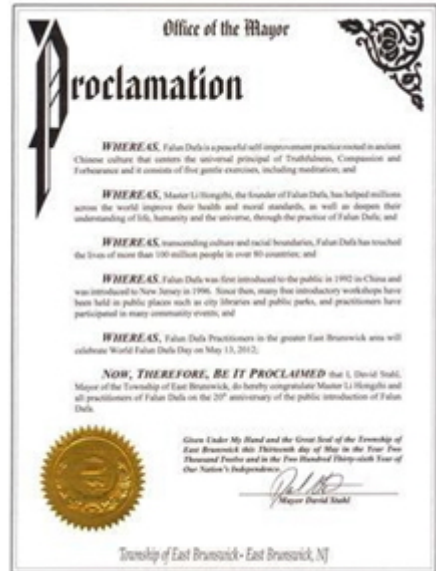 Office of the Mayor
Proclamation
WHEREAS, Falun Dafa is a peaceful self-improvement practice rooted in ancient
Chinese culture that centers the universal principal of Truthfulness, Compassion and
Forbearance and it consists of five gentle exercises, including meditation; and
WHEREAS, Master Li Hongzhi, the founder of Falun Dafa, has helped millions
across the world improve their health and moral standards, as well as deepen their
understanding of life, humanity and the universe, through the practice of Falun Dafa; and
WHEREAS, transcending culture and racial boundaries, Falun Dafa has touched
the lives of more than 100 million people in over 80 countries; and
WHEREAS, Falun Dafa was first introduced to the public in 1992 in China and
was introduced to New Jersey in 1996. Since then, many free introductory workshops have
been held in public places such as city libraries and public parks, and practitioners have
participated in many community events; and
WHEREAS, Falun Dafa Practitioners in the greater East Brunswick area will
celebrate World Falun Dafa Day on May 13, 2012;
NOW, THEREFORE, BE IT PROCLAIMED that I, David Stahl,
Mayor of the Township of East Brunswick, do hereby congratulate Master Li Hongzhi and
all practitioners of Falun Dafa on the 20th anniversary of the public introduction of Falun
Dafa.
Given Under My Hand and the Great Seal of the Township of
East Brunswick this Thirteenth day of May in the Year Two
Thousand Twelve and in the Two Hundred Thirty-sixth Year of
Our Nation's Independence.
Mayor David Stahl
Township of East Brunswick - East Brunswick, NJ